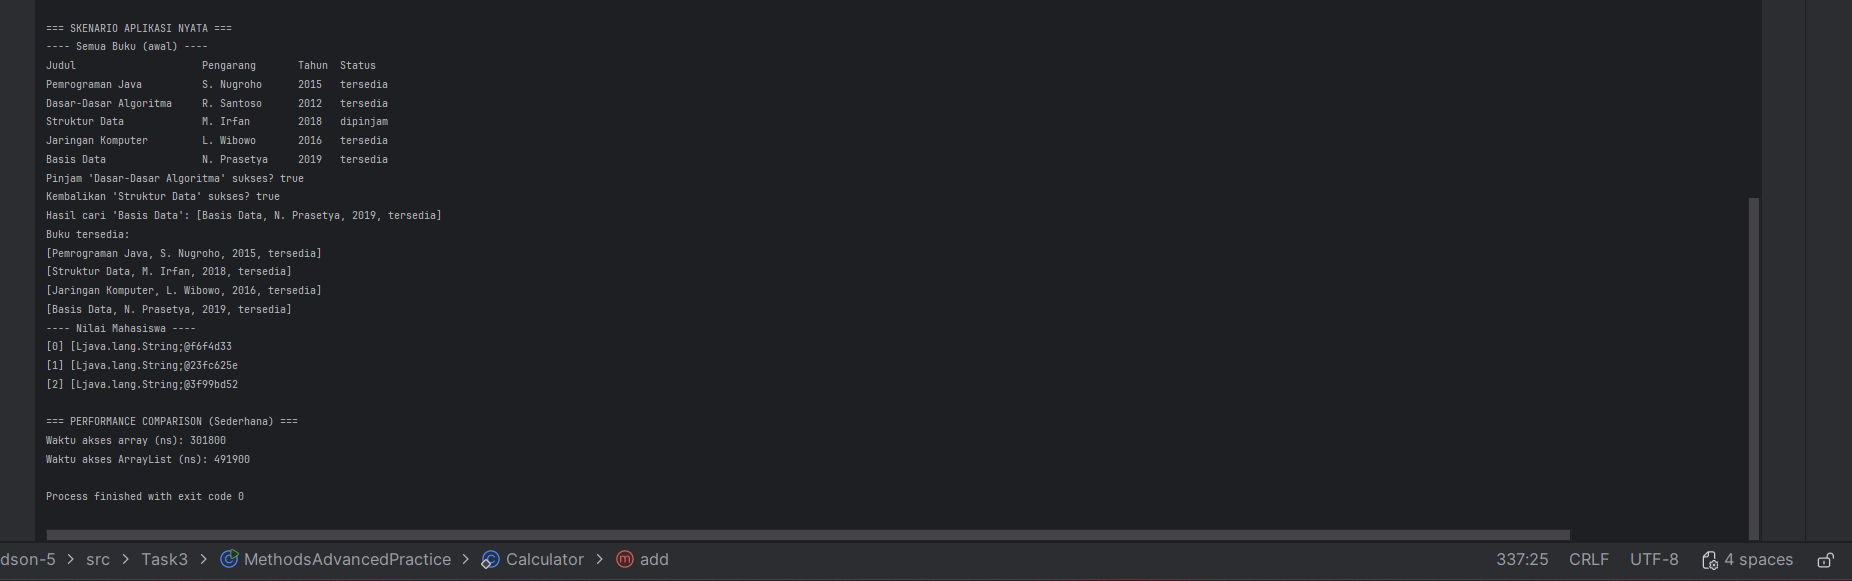 === SKENARIO APLIKASI NYATA ===
---- Semua Buku (awal) ----
Judul                     Pengarang       Tahun  Status
Pemrograman Java          S. Nugroho      2015   tersedia
Dasar-Dasar Algoritma     R. Santoso      2012   tersedia
Struktur Data             M. Irfan        2018   dipinjam
Jaringan Komputer         L. Wibowo       2016   tersedia
Basis Data                N. Prasetya     2019   tersedia
Pinjam 'Dasar-Dasar Algoritma' sukses? true
Kembalikan 'Struktur Data' sukses? true
Hasil cari 'Basis Data': [Basis Data, N. Prasetya, 2019, tersedia]
Buku tersedia:
[Pemrograman Java, S. Nugroho, 2015, tersedia]
[Struktur Data, M. Irfan, 2018, tersedia]
[Jaringan Komputer, L. Wibowo, 2016, tersedia]
[Basis Data, N. Prasetya, 2019, tersedia]
---- Nilai Mahasiswa ----
[0] [Ljava.lang.String;@f6f4d33
[1] [Ljava.lang.String;@23fc625e
[2] [Ljava.lang.String;@3f99bd52
=== PERFORMANCE COMPARISON (Sederhana) ===
Waktu akses array (ns): 301800
Waktu akses ArrayList (ns): 491900
Process finished with exit code 0
dson-5 > src > Task3 > MethodsAdvancedPractice > Calculator > add 337:25 CRLF UTF-8 4 spaces